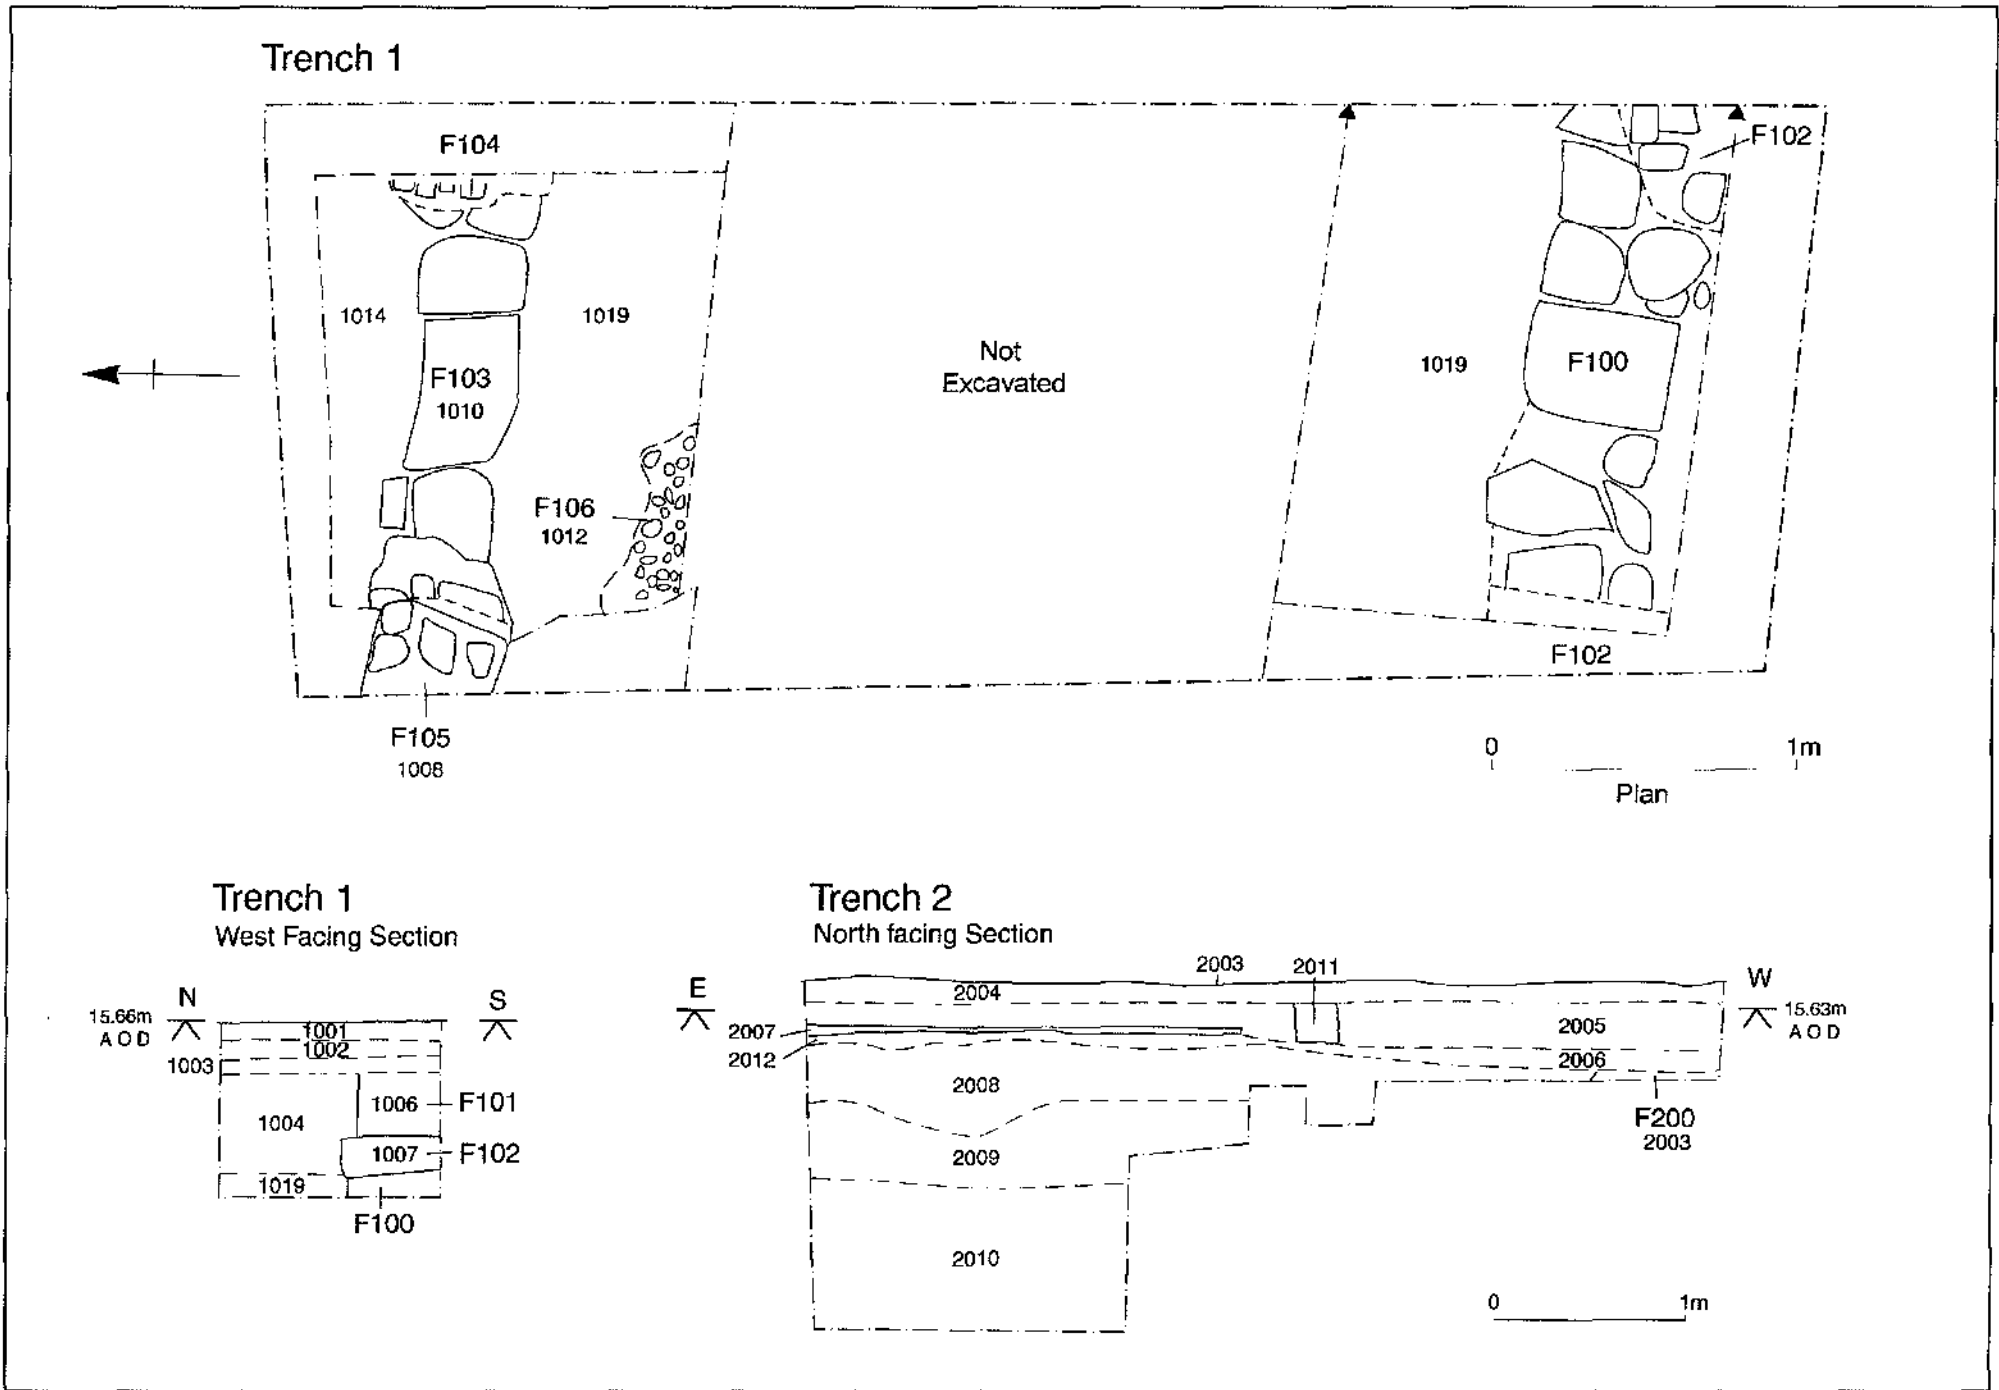 Trench 1
F104
F102
1014
1019
Not
Excavated
1019
F100
F103
1010
F106
1012
F102
F105
1008
0 1m
Plan
Trench 1
West Facing Section
N
S
15.66m
A O D
1001
1002
1003
1004
1006
F101
1007
F102
1019
F100
Trench 2
North facing Section
E
W
2003
2011
2004
15.63m
A O D
2005
2007
2012
2006
2008
F200
2003
2009
2010
0 1m